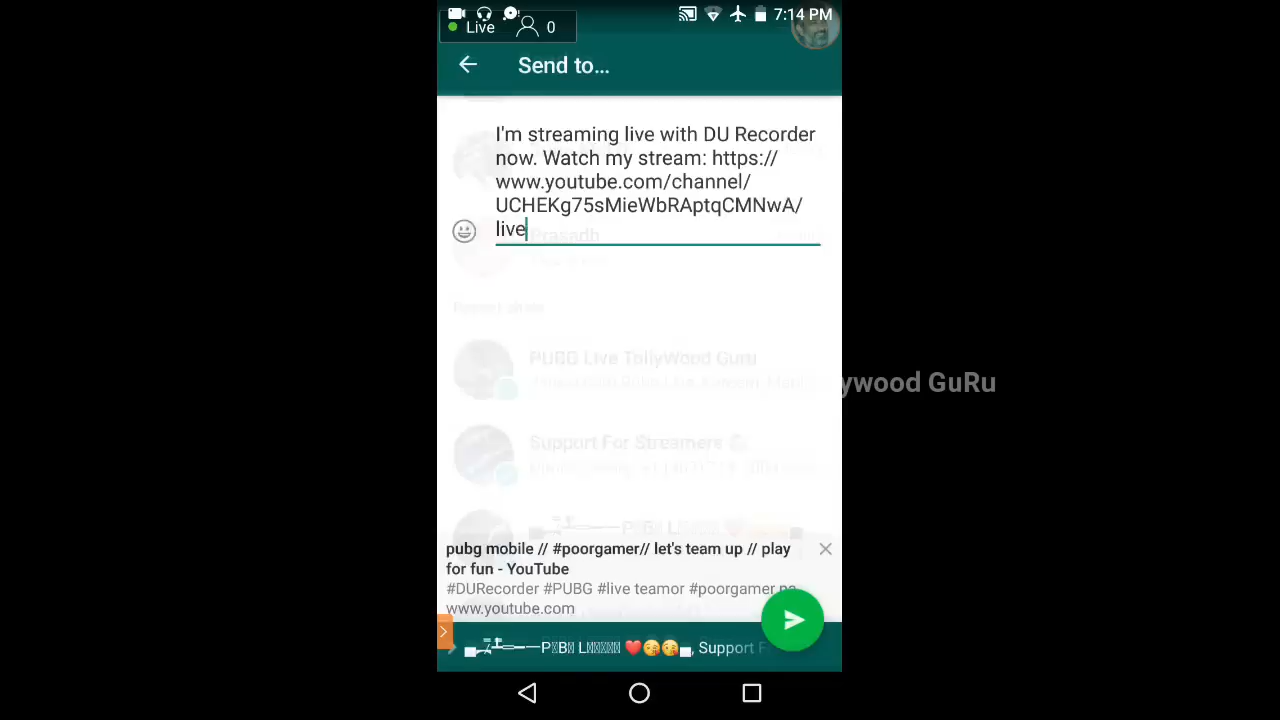 Live 0 7:14 PM
Send to...
I'm streaming live with DU Recorder
now. Watch my stream: https://
www.youtube.com/channel/
UCHEKg75sMieWbRAptqCMNwA/
live
Prasadb
PUBG Live TollyWood Guru
ywood GuRu
Support For Streamers
pubg mobile // #poorgamer// let's team up // play
for fun - YouTube
#DURecorder #PUBG #live teamor #poorgamer
www.youtube.com
, Support F